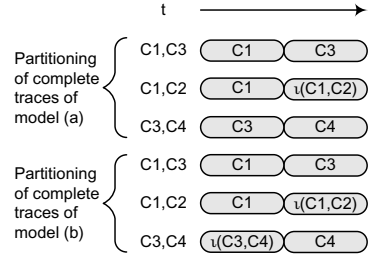 t
Partitioning
of complete
traces of
model (a)
C1,C3 C1 C3
C1,C2 C1 ι(C1,C2)
C3,C4 C3 C4
Partitioning
of complete
traces of
model (b)
C1,C3 C1 C3
C1,C2 C1 ι(C1,C2)
C3,C4 ι(C3,C4) C4